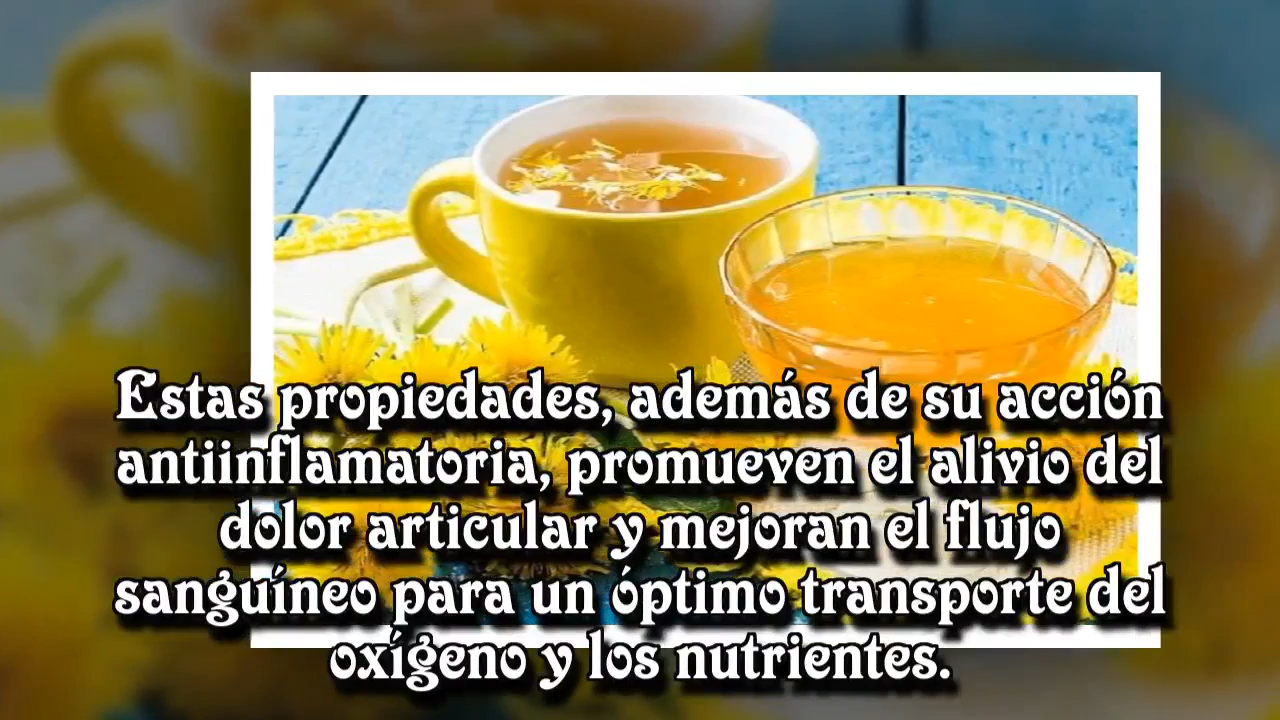 Estas propiedades, además de su acción
antiinflamatoria, promueven el alivio del
dolor articular y mejoran el flujo
sanguíneo para un óptimo transporte del
oxígeno y los nutrientes.